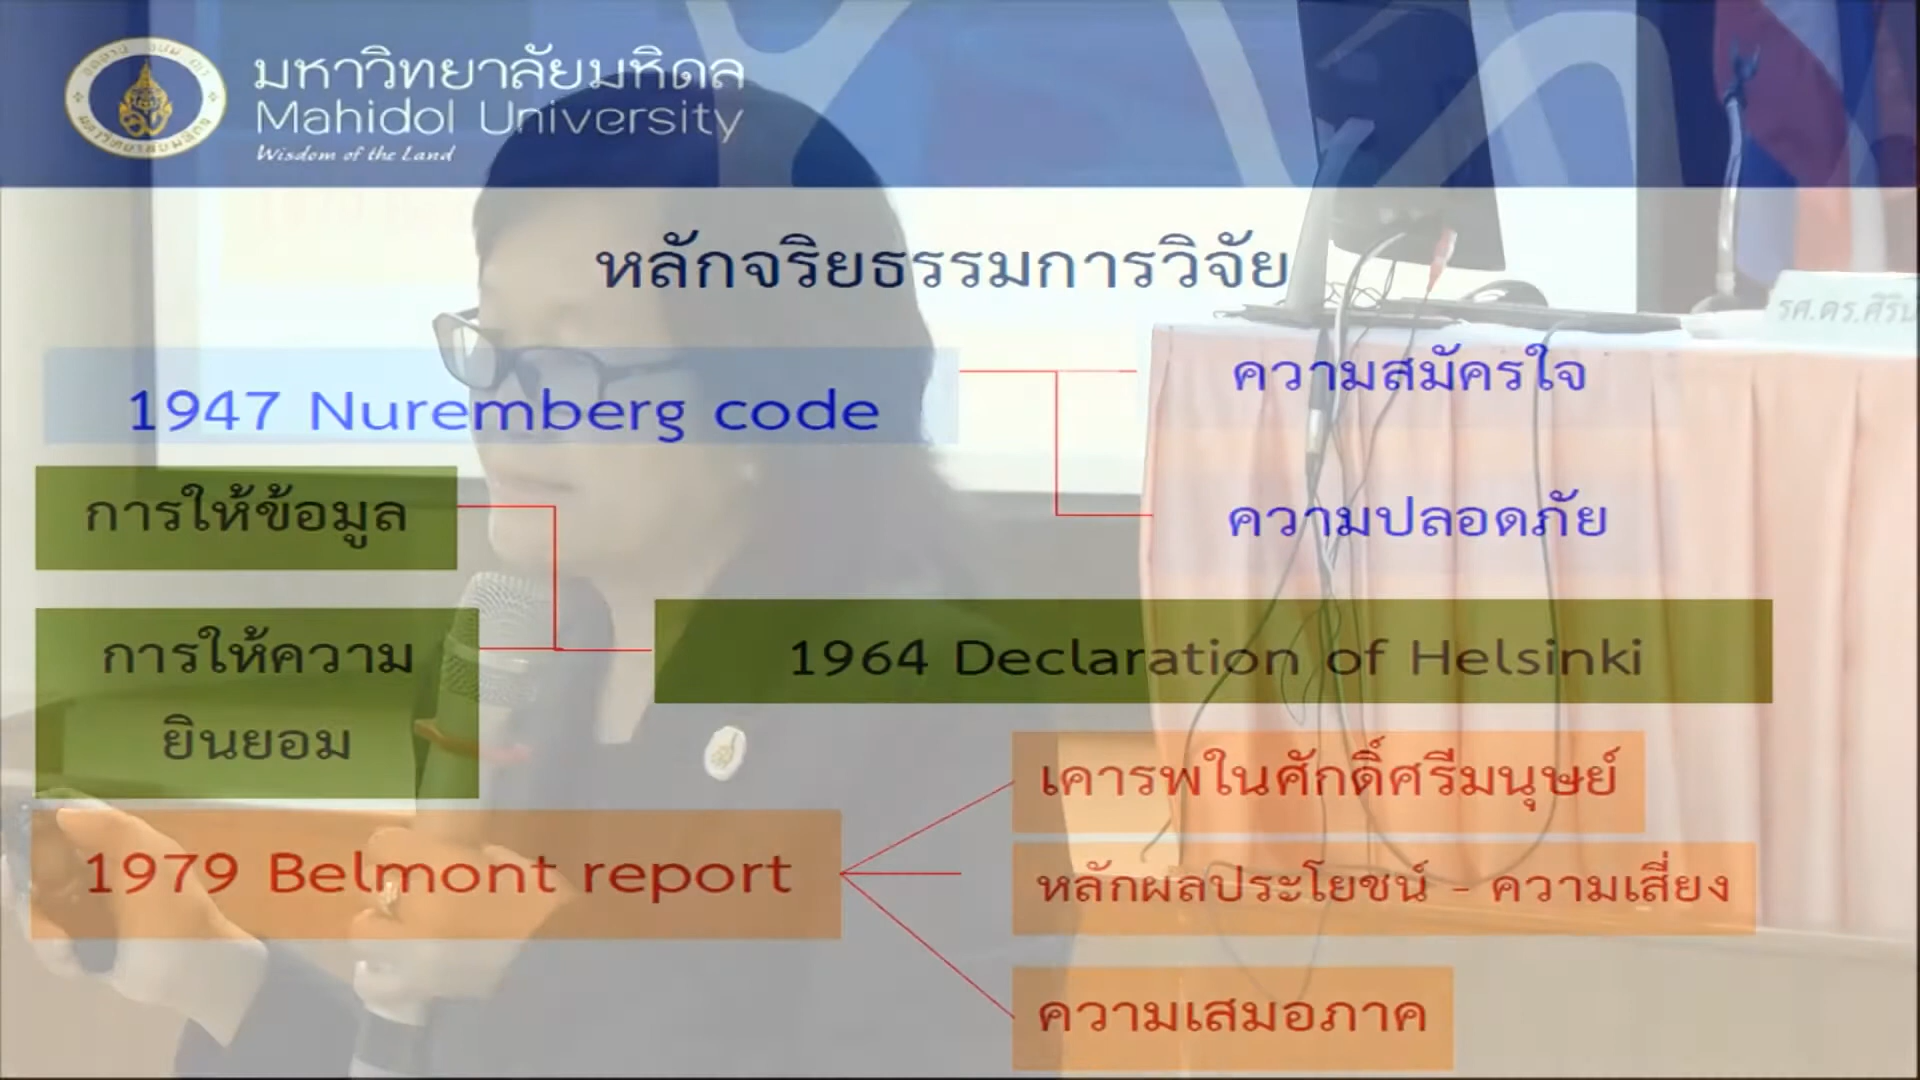 มหาวิทยาลัยมหิดล
Mahidol University
Wisdom of the Land
หลักจริยธรรมการวิจัย
1947 Nuremberg code
ความสมัครใจ
ความปลอดภัย
การให้ข้อมูล
การให้ความ
ยินยอม
1964 Declaration of Helsinki
1979 Belmont report
เคารพในศักดิ์ศรีมนุษย์
หลักผลประโยชน์ - ความเสี่ยง
ความเสมอภาค
รศ.ดร.ศิริ